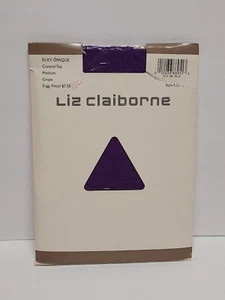 SILKY OPAQUE
Control Top
Medium
Grape
Sugg. Retail $7.50
Liz claiborne